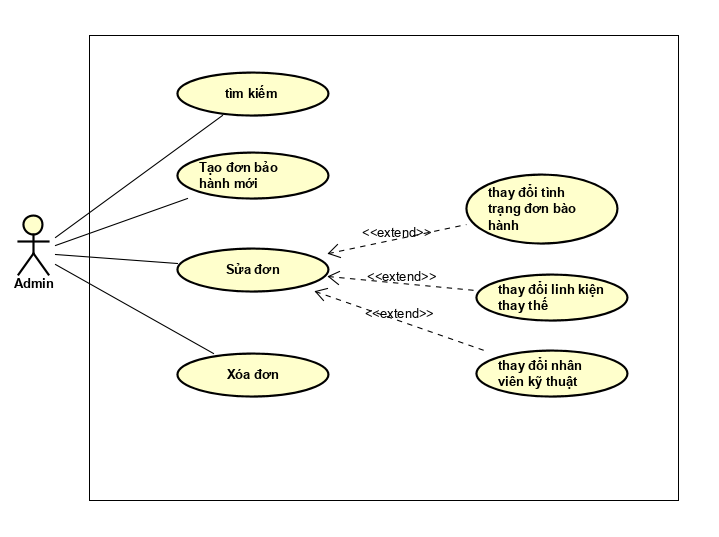 tìm kiếm
Tạo đơn bảo
hành mới
Sửa đơn
Xóa đơn
Admin
<<extend>>
<<extend>>
<<extend>>
thay đổi tình
trạng đơn bào
hành
thay đổi linh kiện
thay thế
thay đổi nhân
viên kỹ thuật